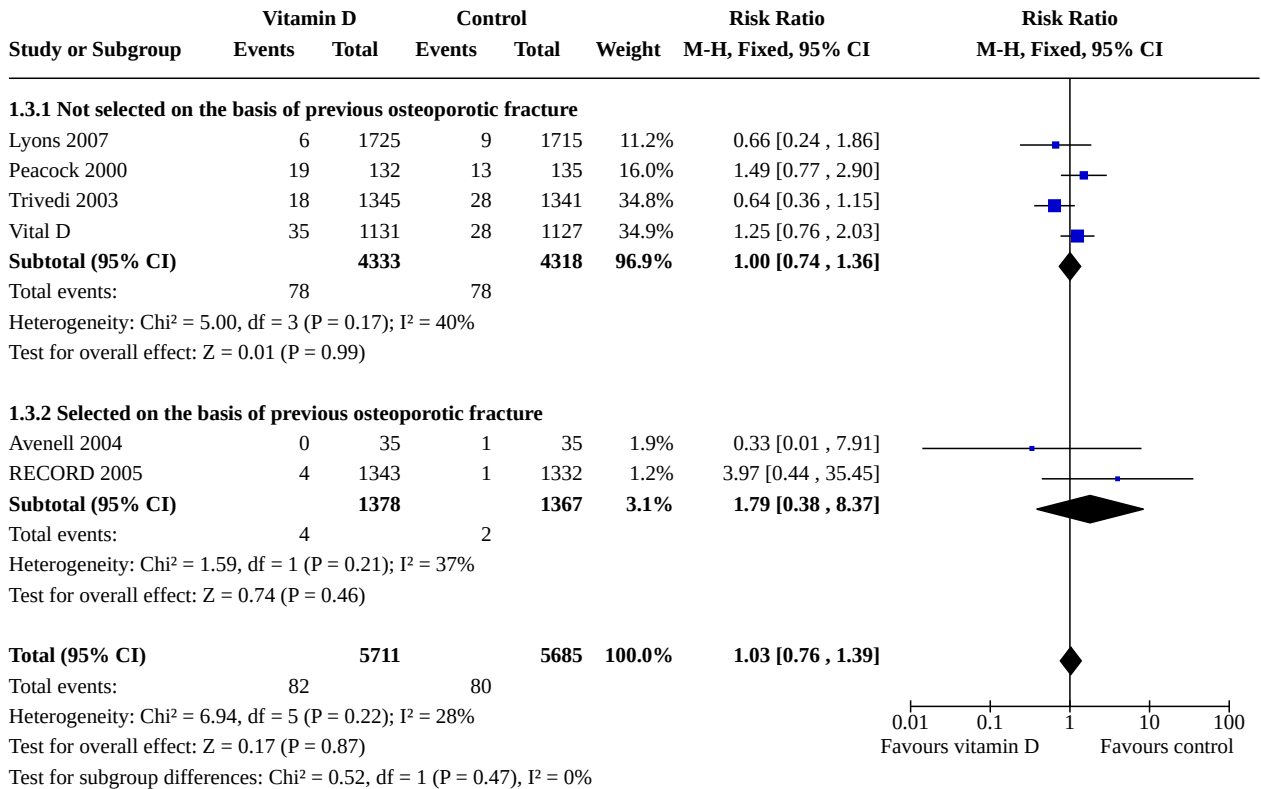 Vitamin D Control Risk Ratio Risk Ratio
Study or Subgroup Events Total Events Total Weight M-H, Fixed, 95% CI M-H, Fixed, 95% CI
1.3.1 Not selected on the basis of previous osteoporotic fracture
Lyons 2007 6 1725 9 1715 11.2% 0.66 [0.24 , 1.86]
Peacock 2000 19 132 13 135 16.0% 1.49 [0.77 , 2.90]
Trivedi 2003 18 1345 28 1341 34.8% 0.64 [0.36 , 1.15]
Vital D 35 1131 28 1127 34.9% 1.25 [0.76 , 2.03]
Subtotal (95% CI) 4333 4318 96.9% 1.00 [0.74 , 1.36]
Total events: 78 78
Heterogeneity: Chi² = 5.00, df = 3 (P = 0.17); I² = 40%
Test for overall effect: Z = 0.01 (P = 0.99)
1.3.2 Selected on the basis of previous osteoporotic fracture
Avenell 2004 0 35 1 35 1.9% 0.33 [0.01 , 7.91]
RECORD 2005 4 1343 1 1332 1.2% 3.97 [0.44 , 35.45]
Subtotal (95% CI) 1378 1367 3.1% 1.79 [0.38 , 8.37]
Total events: 4 2
Heterogeneity: Chi² = 1.59, df = 1 (P = 0.21); I² = 37%
Test for overall effect: Z = 0.74 (P = 0.46)
Total (95% CI) 5711 5685 100.0% 1.03 [0.76 , 1.39]
Total events: 82 80
Heterogeneity: Chi² = 6.94, df = 5 (P = 0.22); I² = 28%
Test for overall effect: Z = 0.17 (P = 0.87)
Test for subgroup differences: Chi² = 0.52, df = 1 (P = 0.47), I² = 0%
0.01 0.1 1 10 100
Favours vitamin D Favours control